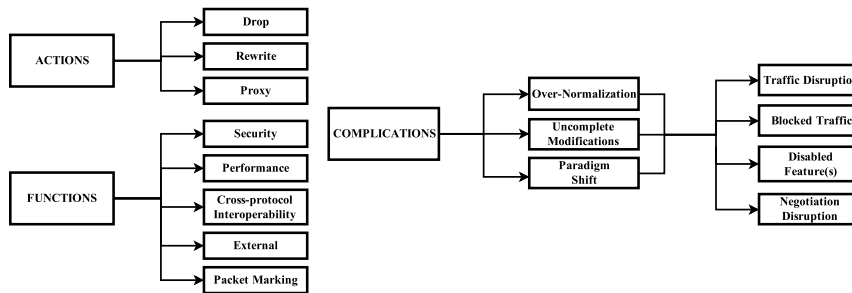 ACTIONS
Drop
Rewrite
Proxy
FUNCTIONS
Security
Performance
Cross-protocol
Interoperability
External
Packet Marking
COMPLICATIONS
Over-Normalization
Uncomplete
Modifications
Paradigm
Shift
Traffic Disruption
Blocked Traffic
Disabled
Feature(s)
Negotiation
Disruption